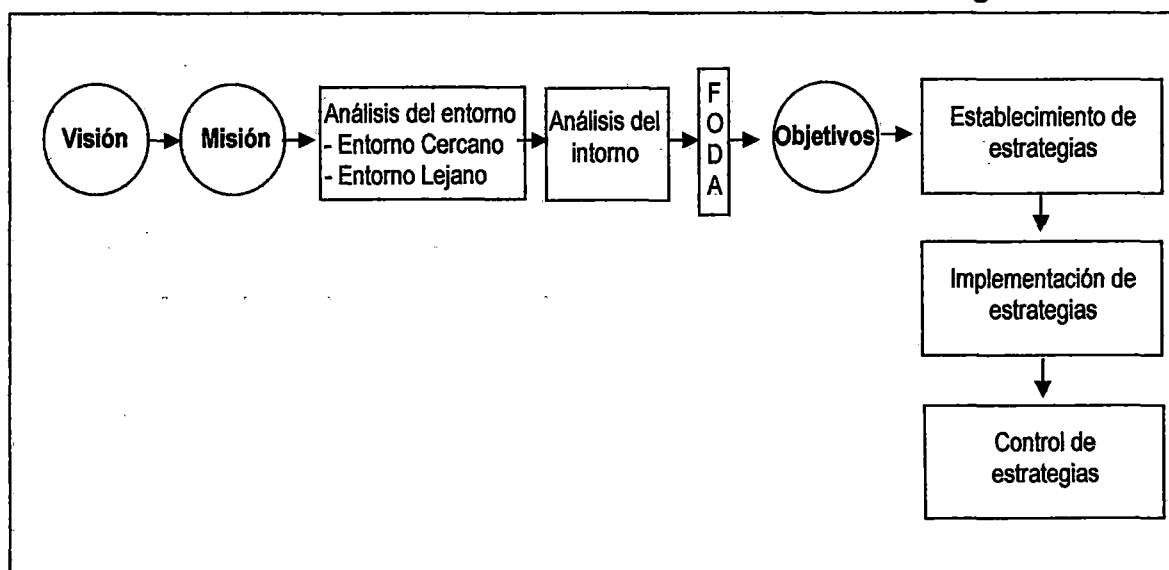 Visión
Misión
Análisis del entorno
- Entorno Cercano
- Entorno Lejano
Análisis del
intorno
F
O
D
A
Objetivos
Establecimiento de
estrategias
Implementación de
estrategias
Control de
estrategias